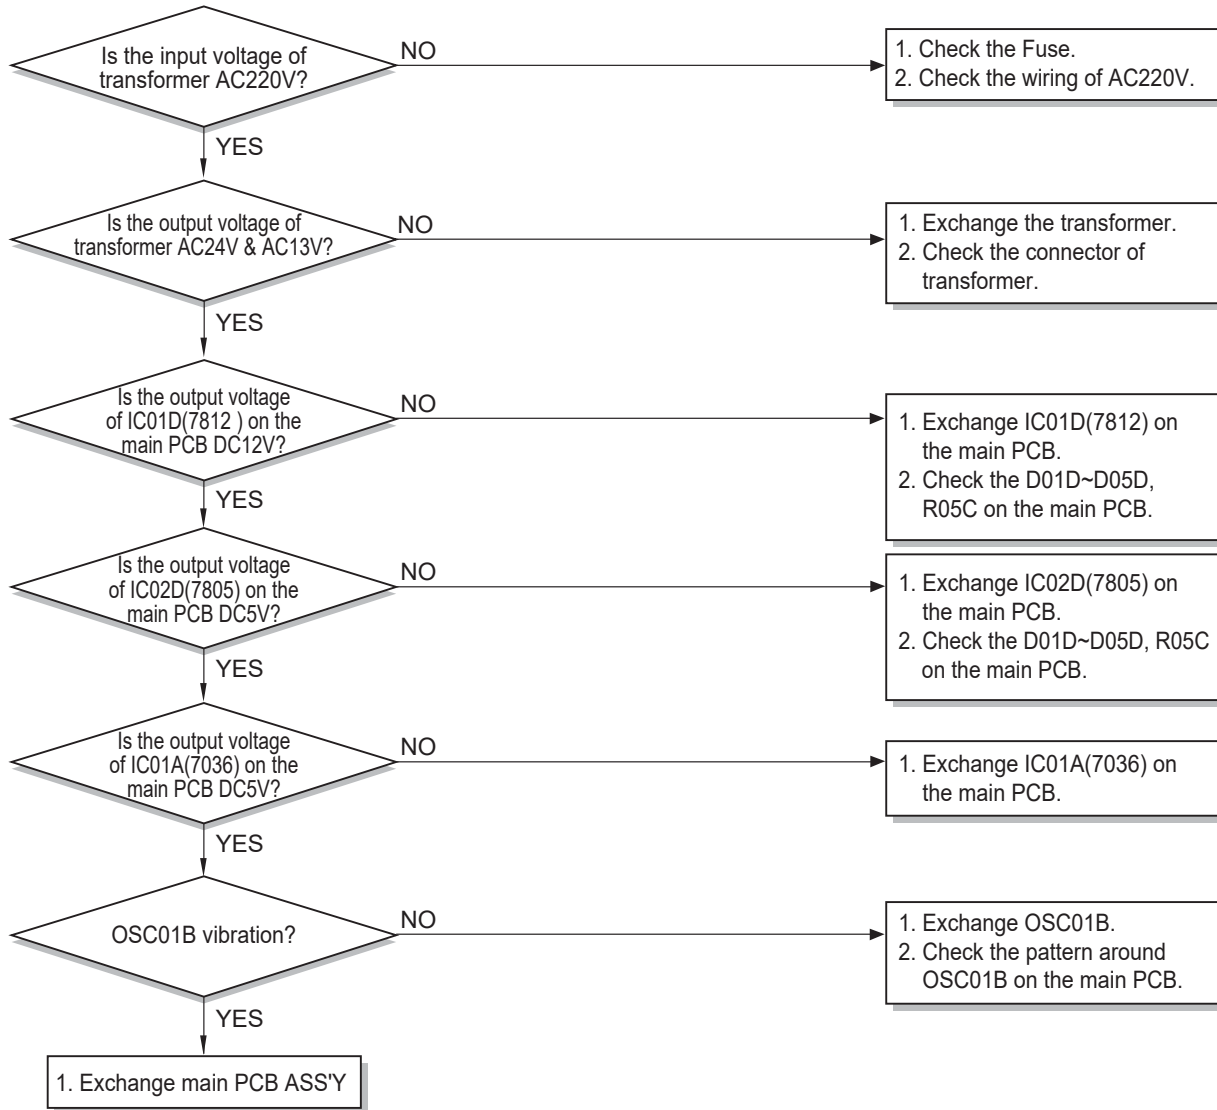 Is the input voltage of
transformer AC220V?
NO
1. Check the Fuse.
2. Check the wiring of AC220V.
YES
Is the output voltage of
transformer AC24V & AC13V?
NO
1. Exchange the transformer.
2. Check the connector of
transformer.
YES
Is the output voltage
of IC01D(7812 ) on the
main PCB DC12V?
NO
1. Exchange IC01D(7812) on
the main PCB.
2. Check the D01D~D05D,
R05C on the main PCB.
YES
Is the output voltage
of IC02D(7805) on the
main PCB DC5V?
NO
1. Exchange IC02D(7805) on
the main PCB.
2. Check the D01D~D05D, R05C
on the main PCB.
YES
Is the output voltage
of IC01A(7036) on the
main PCB DC5V?
NO
1. Exchange IC01A(7036) on
the main PCB.
YES
OSC01B vibration?
NO
1. Exchange OSC01B.
2. Check the pattern around
OSC01B on the main PCB.
YES
1. Exchange main PCB ASS'Y